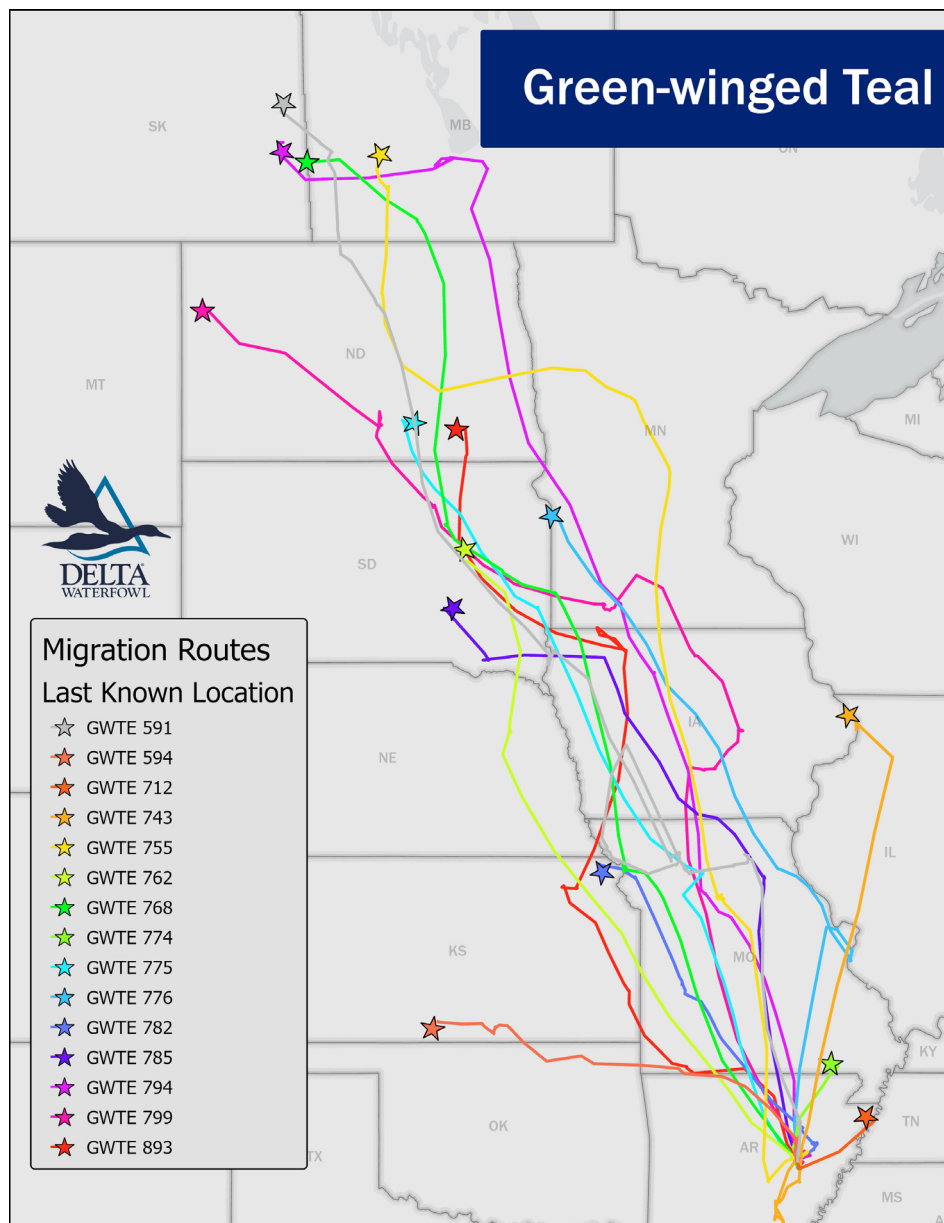 Green-winged Teal
SK
MB
ON
MT
ND
MN
MI
WI
SD
DELTA
WATERFOWL®
Migration Routes
Last Known Location
GWTE 591
GWTE 594
GWTE 712
GWTE 743
GWTE 755
GWTE 762
GWTE 768
GWTE 774
GWTE 775
GWTE 776
GWTE 782
GWTE 785
GWTE 794
GWTE 799
GWTE 893
NE
IA
IL
KS
MO
KY
OK
TX
AR
TN
MS